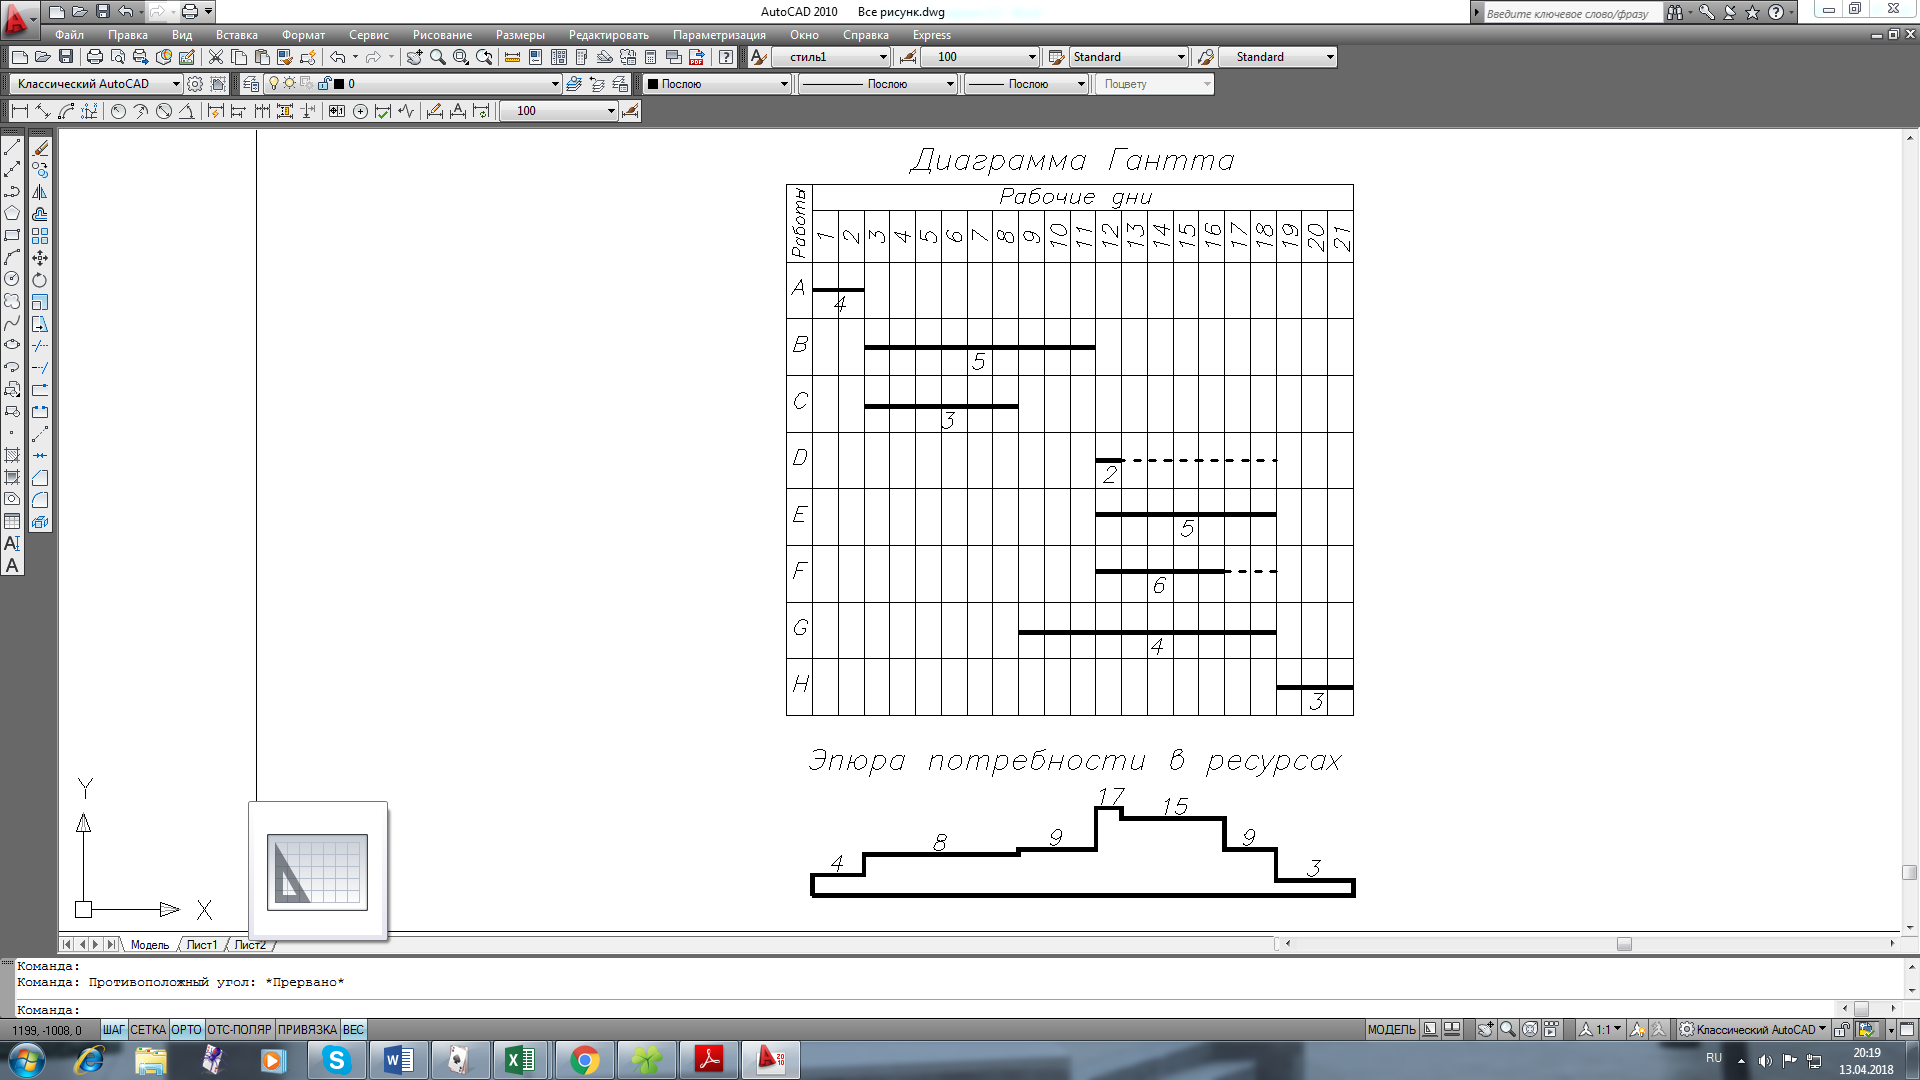 AutoCAD 2010 Все рисунк.dwg
Введите ключевое слово/фразу
Файл Правка Вид Вставка Формат Сервис Рисование Размеры Редактировать Параметризация Окно Справка Express
стиль1 100 Standard Standard
Классический AutoCAD 0 Послою Послою Послою Поцвету
100
Диаграмма Гантта
Работы
Рабочие дни
1 2 3 4 5 6 7 8 9 10 11 12 13 14 15 16 17 18 19 20 21
A
4
B
5
C
3
D
2
E
5
F
6
G
4
H
3
Эпюра потребности в ресурсах
4 8 9 17 15 9 3
Y
X
Модель Лист1 Лист2
Команда:
Команда: Противоположный угол: *Прервано*
Команда:
1199, -1008, 0 ШАГ СЕТКА ОРТО ОТС-ПОЛЯР ПРИВЯЗКА ВЕС МОДЕЛЬ 1:1 Классический AutoCAD
RU
20:19
13.04.2018